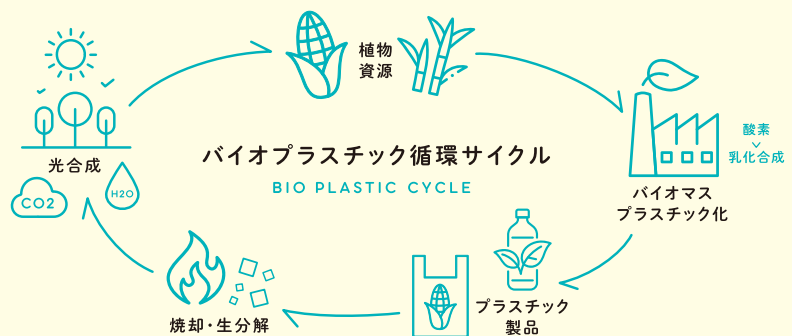 植物
資源
酸素
乳化合成
光合成
バイオプラスチック循環サイクル
BIO PLASTIC CYCLE
CO2
H2O
バイオマス
プラスチック化
プラスチック
製品
焼却・生分解